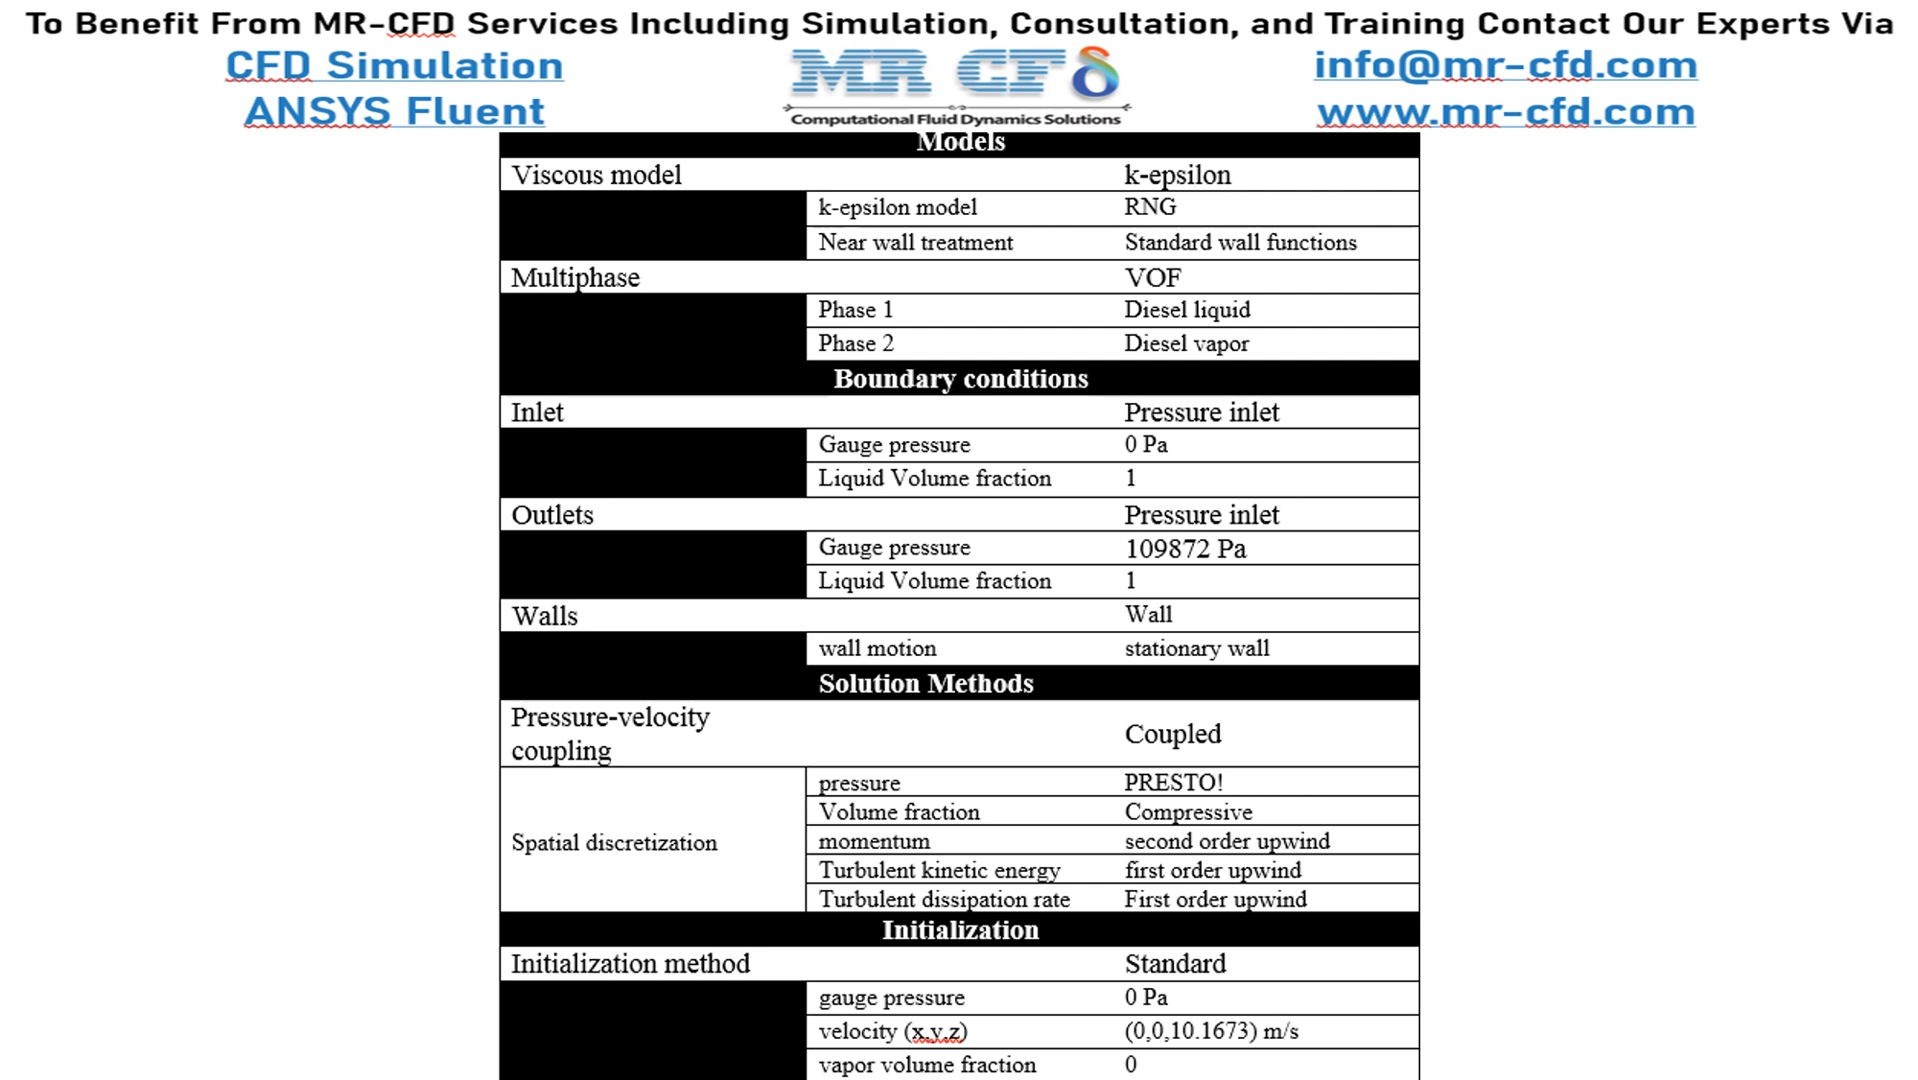 To Benefit From MR-CFD Services Including Simulation, Consultation, and Training Contact Our Experts Via
CFD Simulation
ANSYS Fluent
MR CFδ
Computational Fluid Dynamics Solutions
info@mr-cfd.com
www.mr-cfd.com
Models
Viscous model k-epsilon
k-epsilon model RNG
Near wall treatment Standard wall functions
Multiphase VOF
Phase 1 Diesel liquid
Phase 2 Diesel vapor
Boundary conditions
Inlet Pressure inlet
Gauge pressure 0 Pa
Liquid Volume fraction 1
Outlets Pressure inlet
Gauge pressure 109872 Pa
Liquid Volume fraction 1
Walls Wall
wall motion stationary wall
Solution Methods
Pressure-velocity
coupling Coupled
Spatial discretization
pressure PRESTO!
Volume fraction Compressive
momentum second order upwind
Turbulent kinetic energy first order upwind
Turbulent dissipation rate First order upwind
Initialization
Initialization method Standard
gauge pressure 0 Pa
velocity (x,y,z) (0,0,10.1673) m/s
vapor volume fraction 0